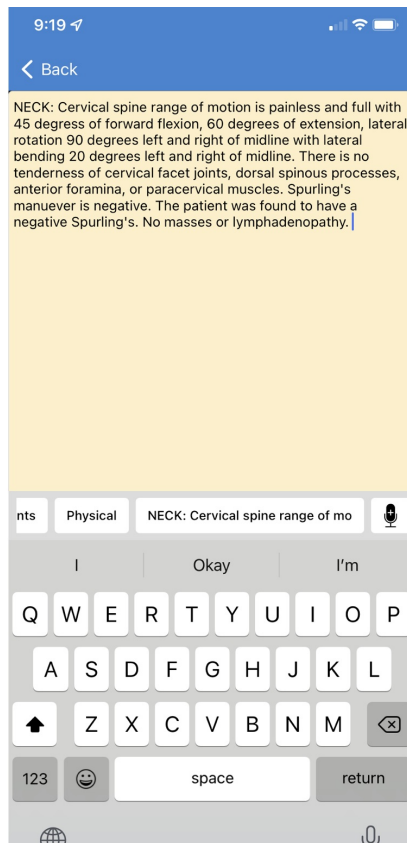 9:19
Back
NECK: Cervical spine range of motion is painless and full with
45 degress of forward flexion, 60 degrees of extension, lateral
rotation 90 degrees left and right of midline with lateral
bending 20 degrees left and right of midline. There is no
tenderness of cervical facet joints, dorsal spinous processes,
anterior foramina, or paracervical muscles. Spurling's
manuever is negative. The patient was found to have a
negative Spurling's. No masses or lymphadenopathy.
nts Physical NECK: Cervical spine range of mo
I Okay I'm
Q W E R T Y U I O P
A S D F G H J K L
Z X C V B N M
123 space return